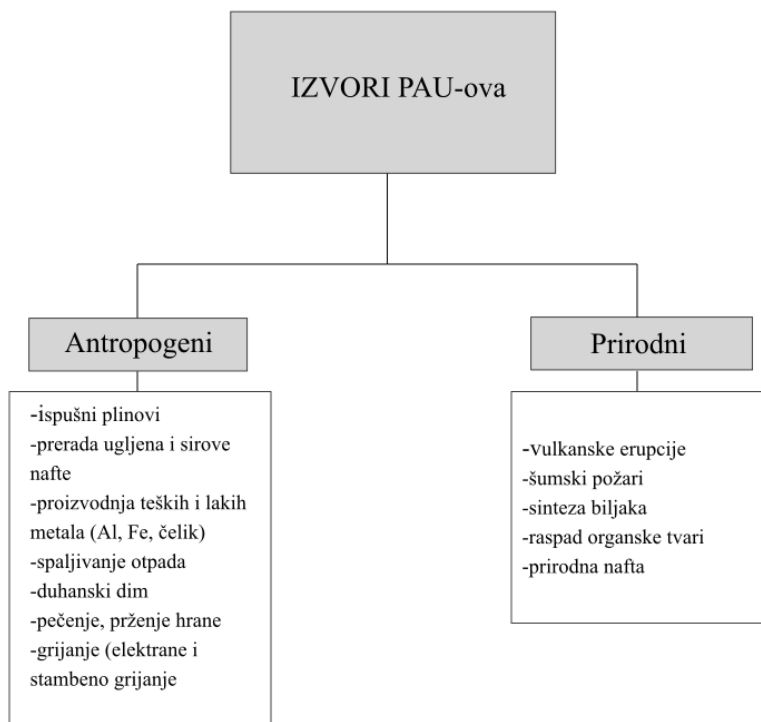 IZVORI PAU-ova
Antropogeni
-ispušni plinovi
-prerada ugljena i sirove
nafte
-proizvodnja teških i lakih
metala (Al, Fe, čelik)
-spaljivanje otpada
-duhanski dim
-pečenje, prženje hrane
-grijanje (elektrane i
stambeno grijanje
Prirodni
-vulkanske erupcije
-šumski požari
-sinteza biljaka
-raspad organske tvari
-prirodna nafta